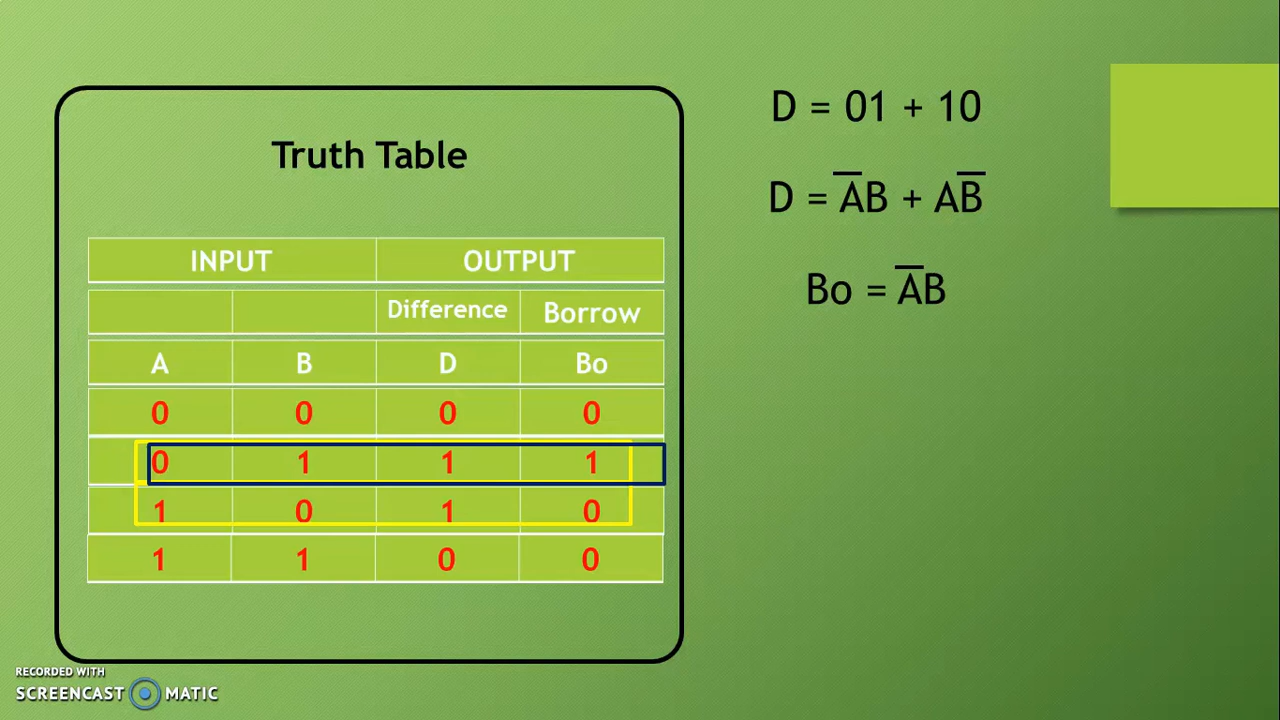 Truth Table
INPUT OUTPUT
Difference Borrow
A B D Bo
0 0 0 0
0 1 1 1
1 0 1 0
1 1 0 0
D = 01 + 10
D = A̅B + AB̅
Bo = A̅B
RECORDED WITH
SCREENCAST MATIC